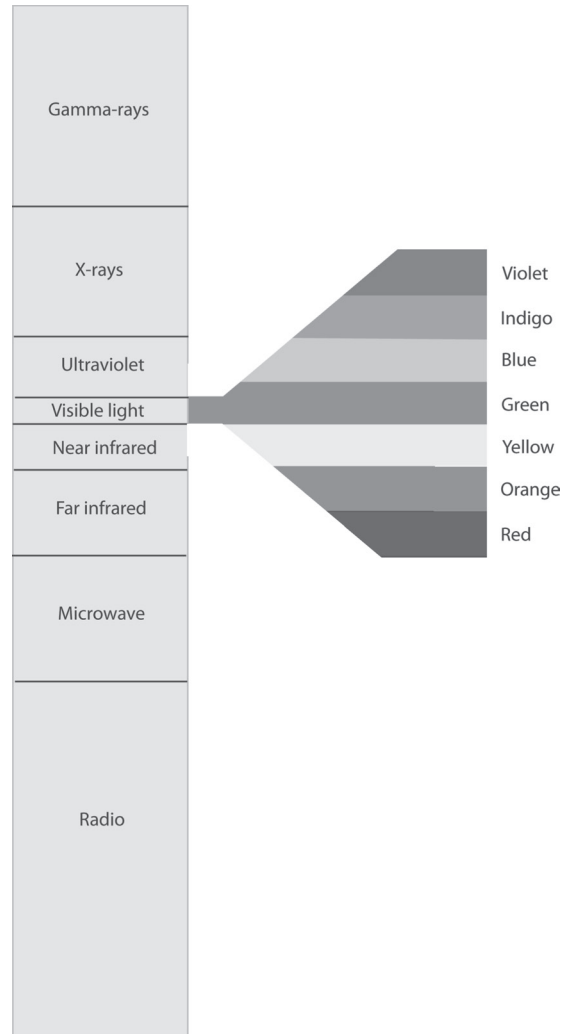 Gamma-rays
X-rays
Ultraviolet
Visible light
Near infrared
Far infrared
Microwave
Radio
Violet
Indigo
Blue
Green
Yellow
Orange
Red